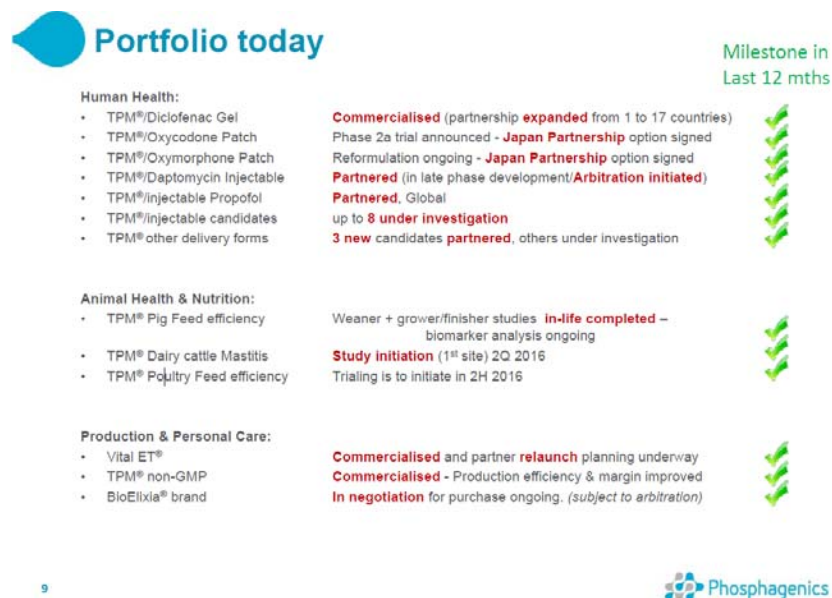 Portfolio today
Milestone in
Last 12 mths
Human Health:
• TPM®/Diclofenac Gel Commercialised (partnership expanded from 1 to 17 countries)
• TPM®/Oxycodone Patch Phase 2a trial announced - Japan Partnership option signed
• TPM®/Oxymorphone Patch Reformulation ongoing - Japan Partnership option signed
• TPM®/Daptomycin Injectable Partnered (in late phase development/Arbitration initiated)
• TPM®/injectable Propofol Partnered, Global
• TPM®/injectable candidates up to 8 under investigation
• TPM® other delivery forms 3 new candidates partnered, others under investigation
Animal Health & Nutrition:
• TPM® Pig Feed efficiency Weaner + grower/finisher studies in-life completed –
biomarker analysis ongoing
• TPM® Dairy cattle Mastitis Study initiation (1st site) 2Q 2016
• TPM® Poultry Feed efficiency Trialing is to initiate in 2H 2016
Production & Personal Care:
• Vital ET® Commercialised and partner relaunch planning underway
• TPM® non-GMP Commercialised - Production efficiency & margin improved
• BioElixia® brand In negotiation for purchase ongoing. (subject to arbitration)
9
Phosphagenics